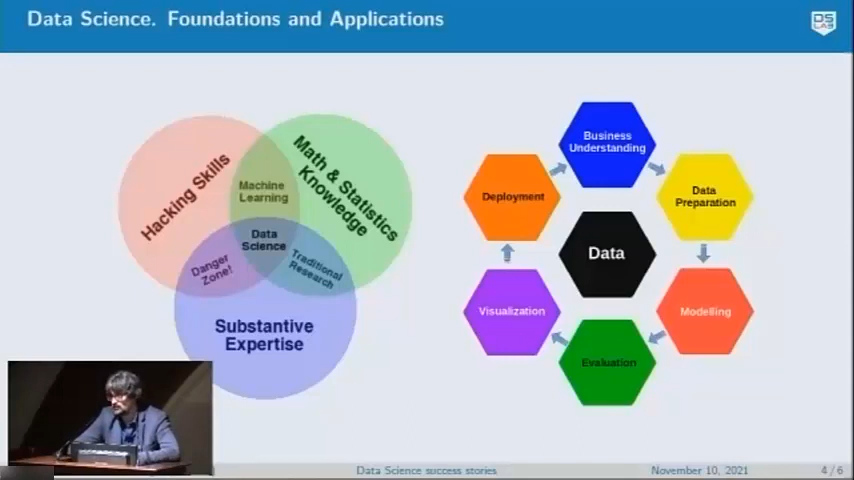 Data Science. Foundations and Applications
DS
LAB
Hacking Skills
Math & Statistics
Knowledge
Machine
Learning
Data
Science
Danger
Zone!
Traditional
Research
Substantive
Expertise
Business
Understanding
Deployment
Data
Preparation
Data
Visualization
Modelling
Evaluation
Data Science success stories
November 10, 2021
4 / 6